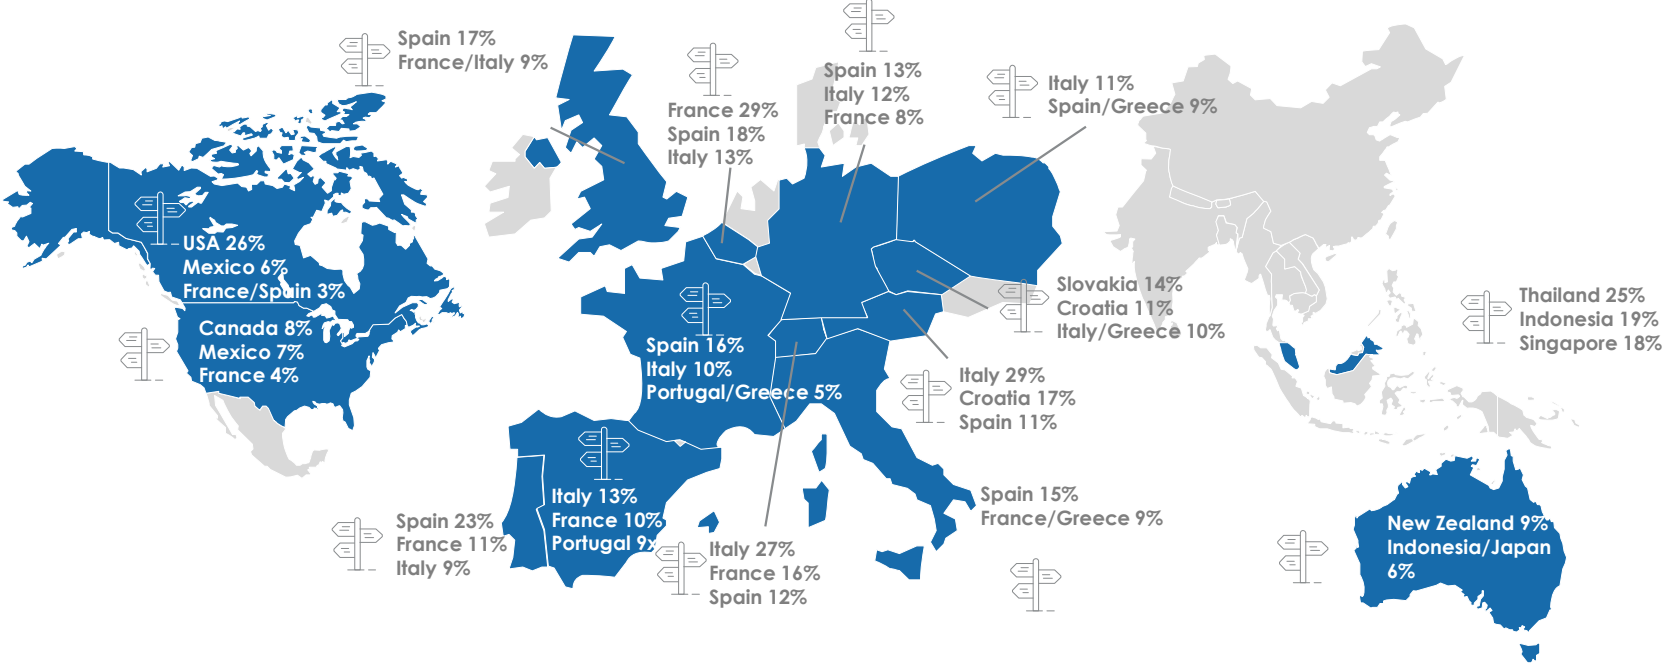 Spain 17%
France/Italy 9%
France 29%
Spain 18%
Italy 13%
Spain 13%
Italy 12%
France 8%
Italy 11%
Spain/Greece 9%
USA 26%
Mexico 6%
France/Spain 3%
Canada 8%
Mexico 7%
France 4%
Spain 16%
Italy 10%
Portugal/Greece 5%
Slovakia 14%
Croatia 11%
Italy/Greece 10%
Italy 29%
Croatia 17%
Spain 11%
Thailand 25%
Indonesia 19%
Singapore 18%
Spain 23%
France 11%
Italy 9%
Italy 13%
France 10%
Portugal 9x
Italy 27%
France 16%
Spain 12%
Spain 15%
France/Greece 9%
New Zealand 9%
Indonesia/Japan
6%